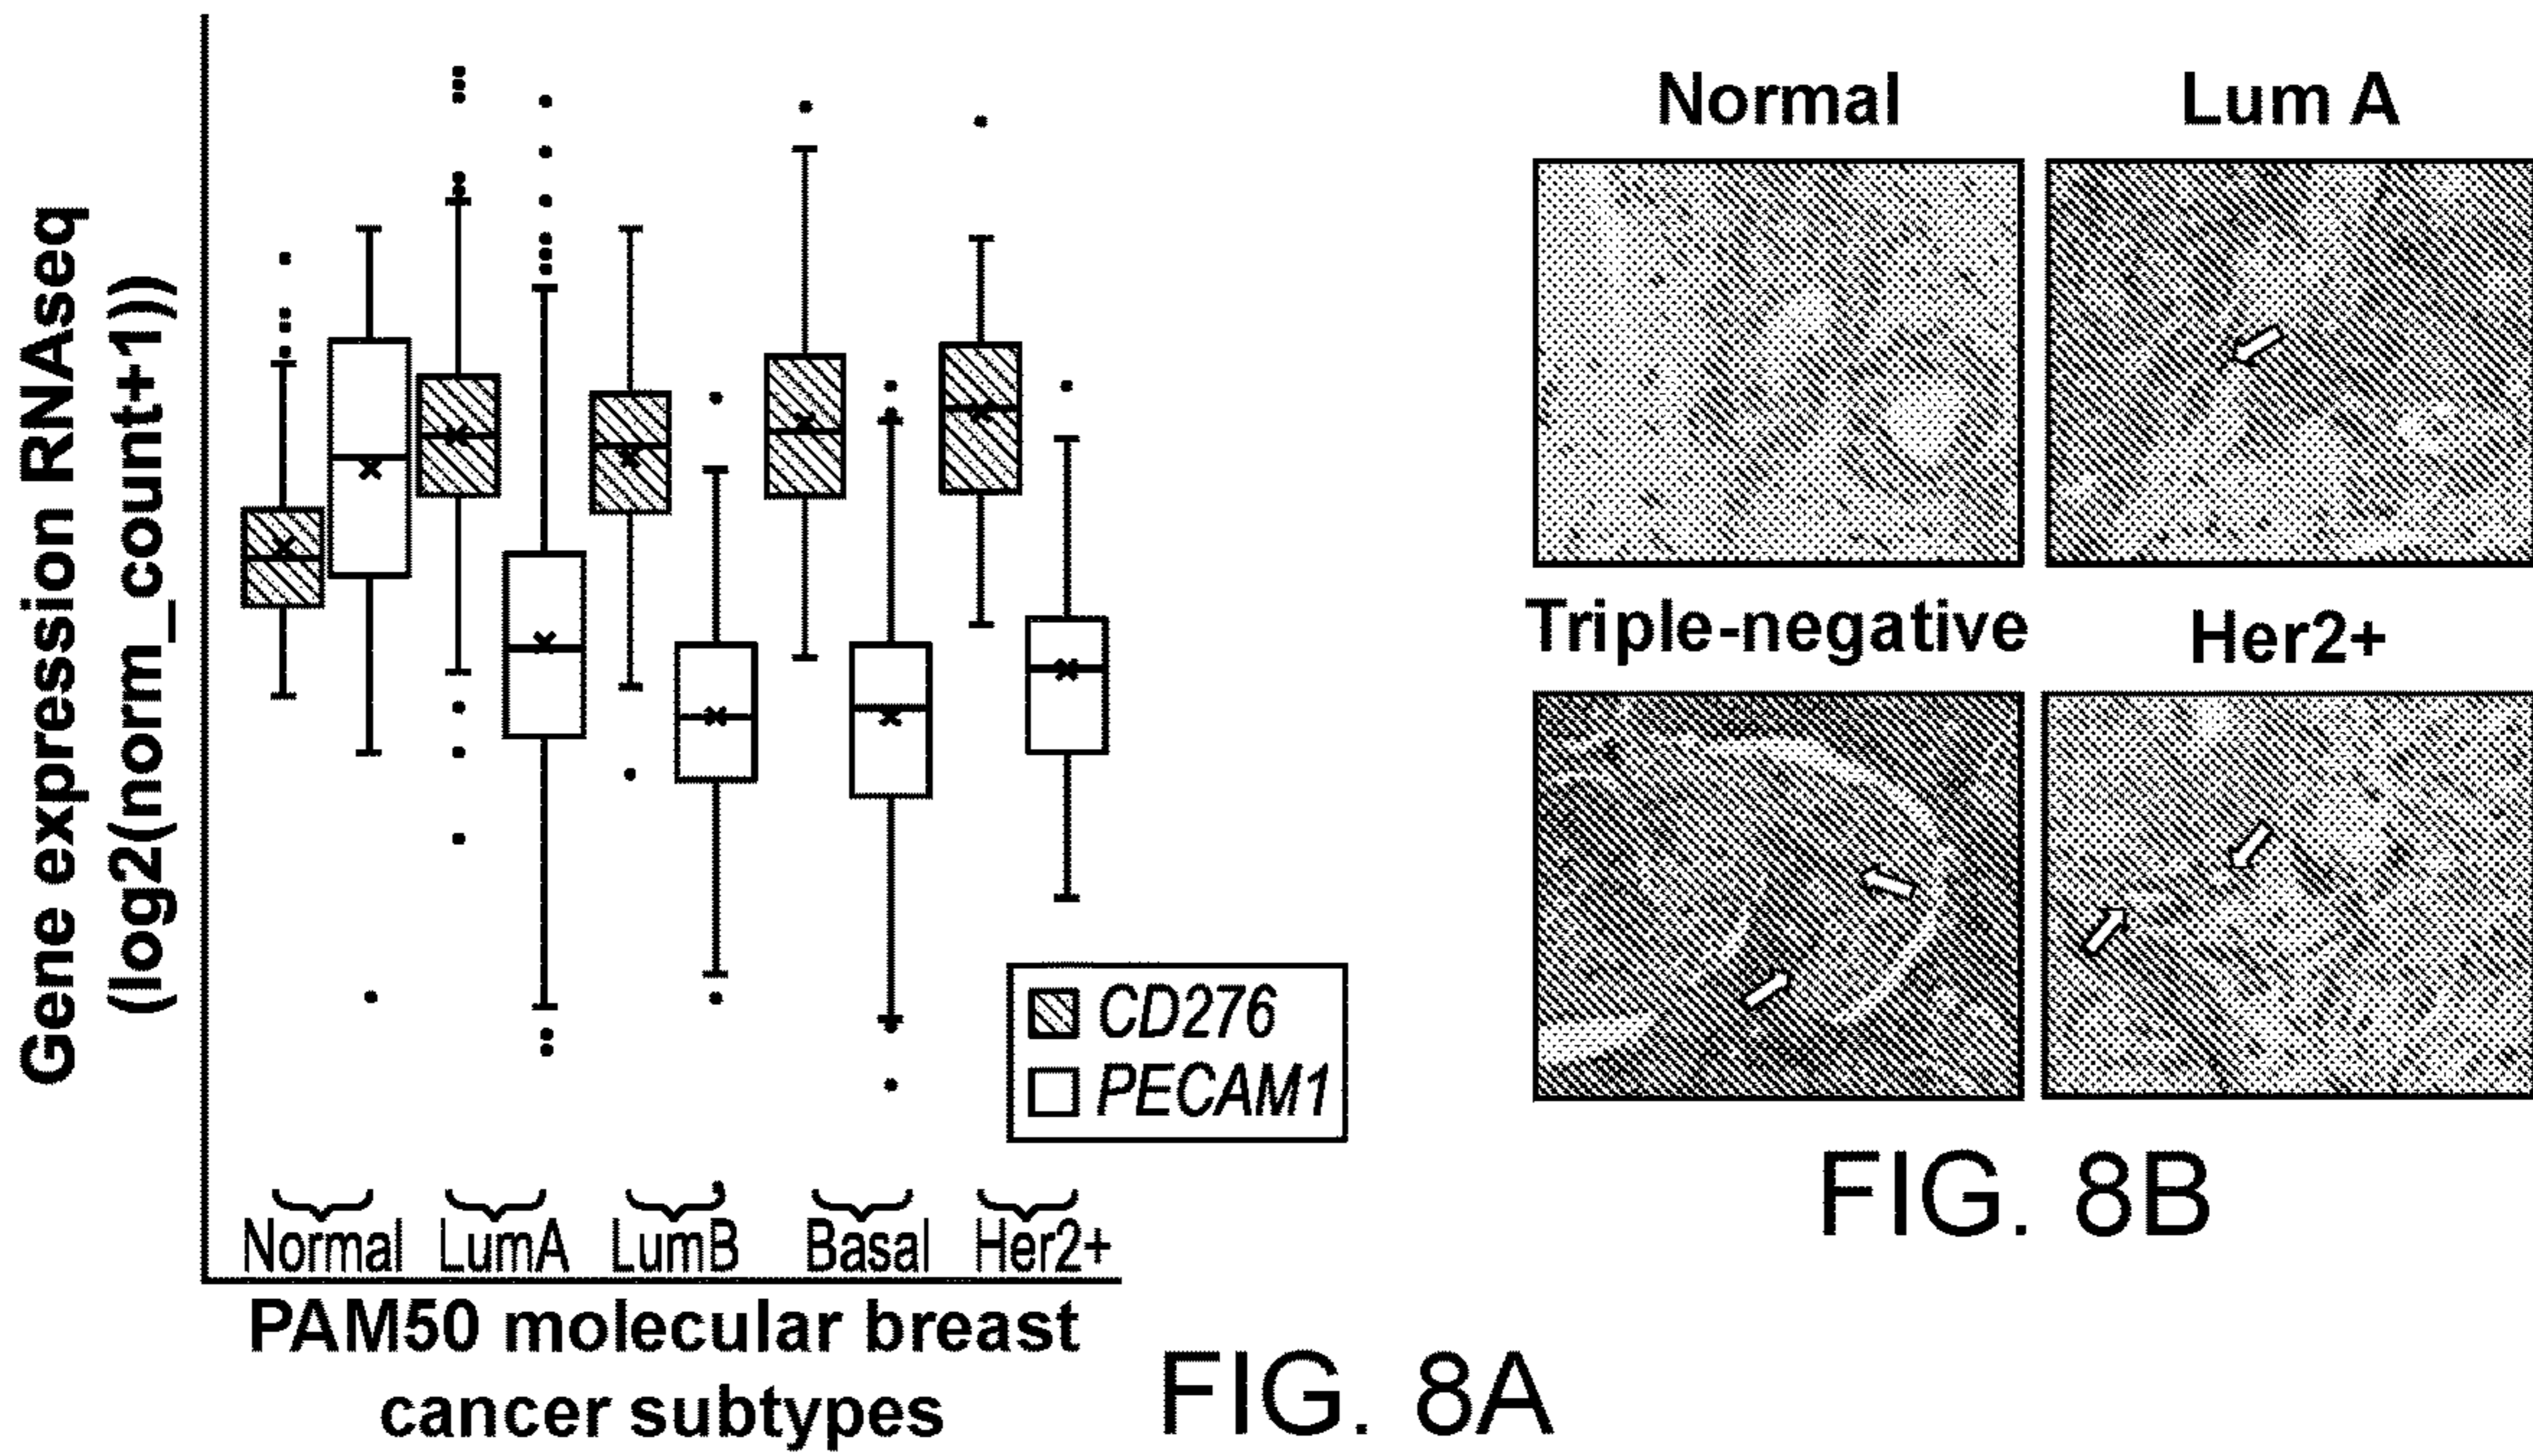 Gene expression RNAseq
(log2(norm_count+1))
CD276
PECAM1
Normal LumA LumB Basal Her2+
PAM50 molecular breast
cancer subtypes
FIG. 8A
Normal Lum A
Triple-negative Her2+
FIG. 8B